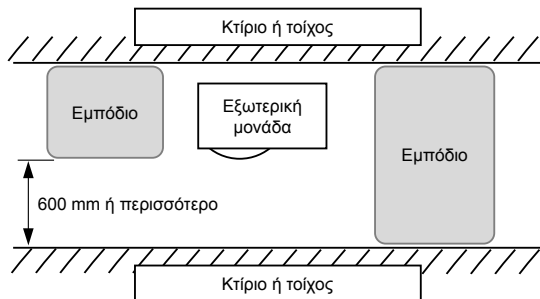 Κτίριο ή τοίχος
Εμπόδιο
Εξωτερική
μονάδα
Εμπόδιο
600 mm ή περισσότερο
Κτίριο ή τοίχος